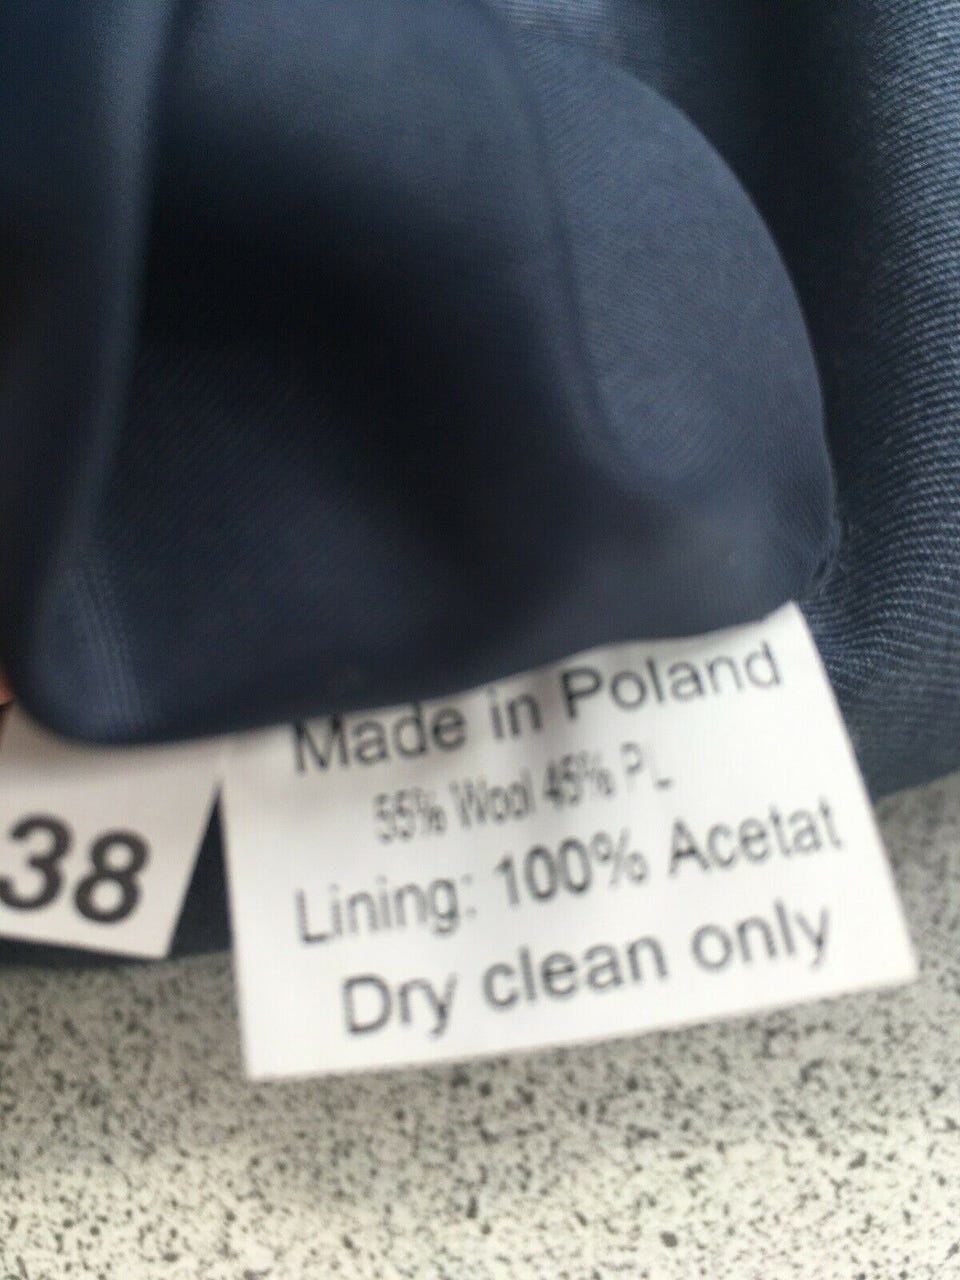 Made in Poland
55% Wool 45% PL
Lining: 100% Acetat
Dry clean only
38